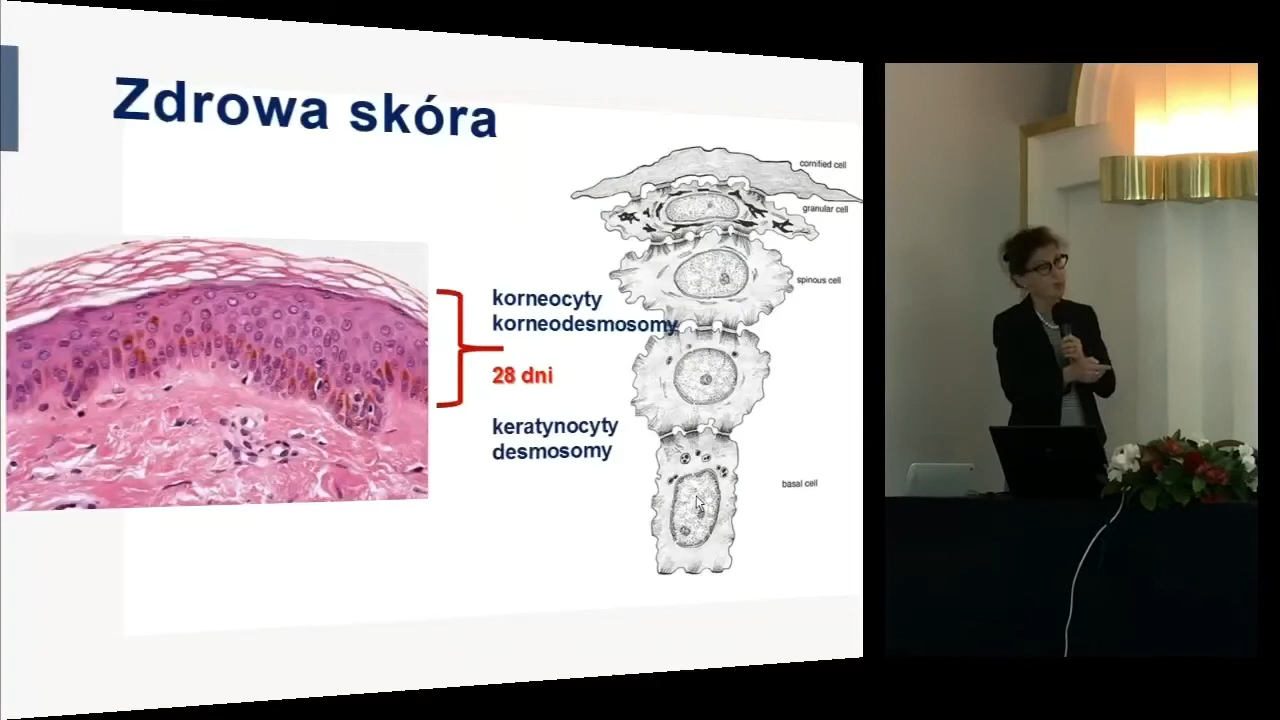 Zdrowa skóra
korneocyty
korneodesmosomy
28 dni
keratynocyty
desmosomy
cornified cell
granular cell
spinous cell
basal cell